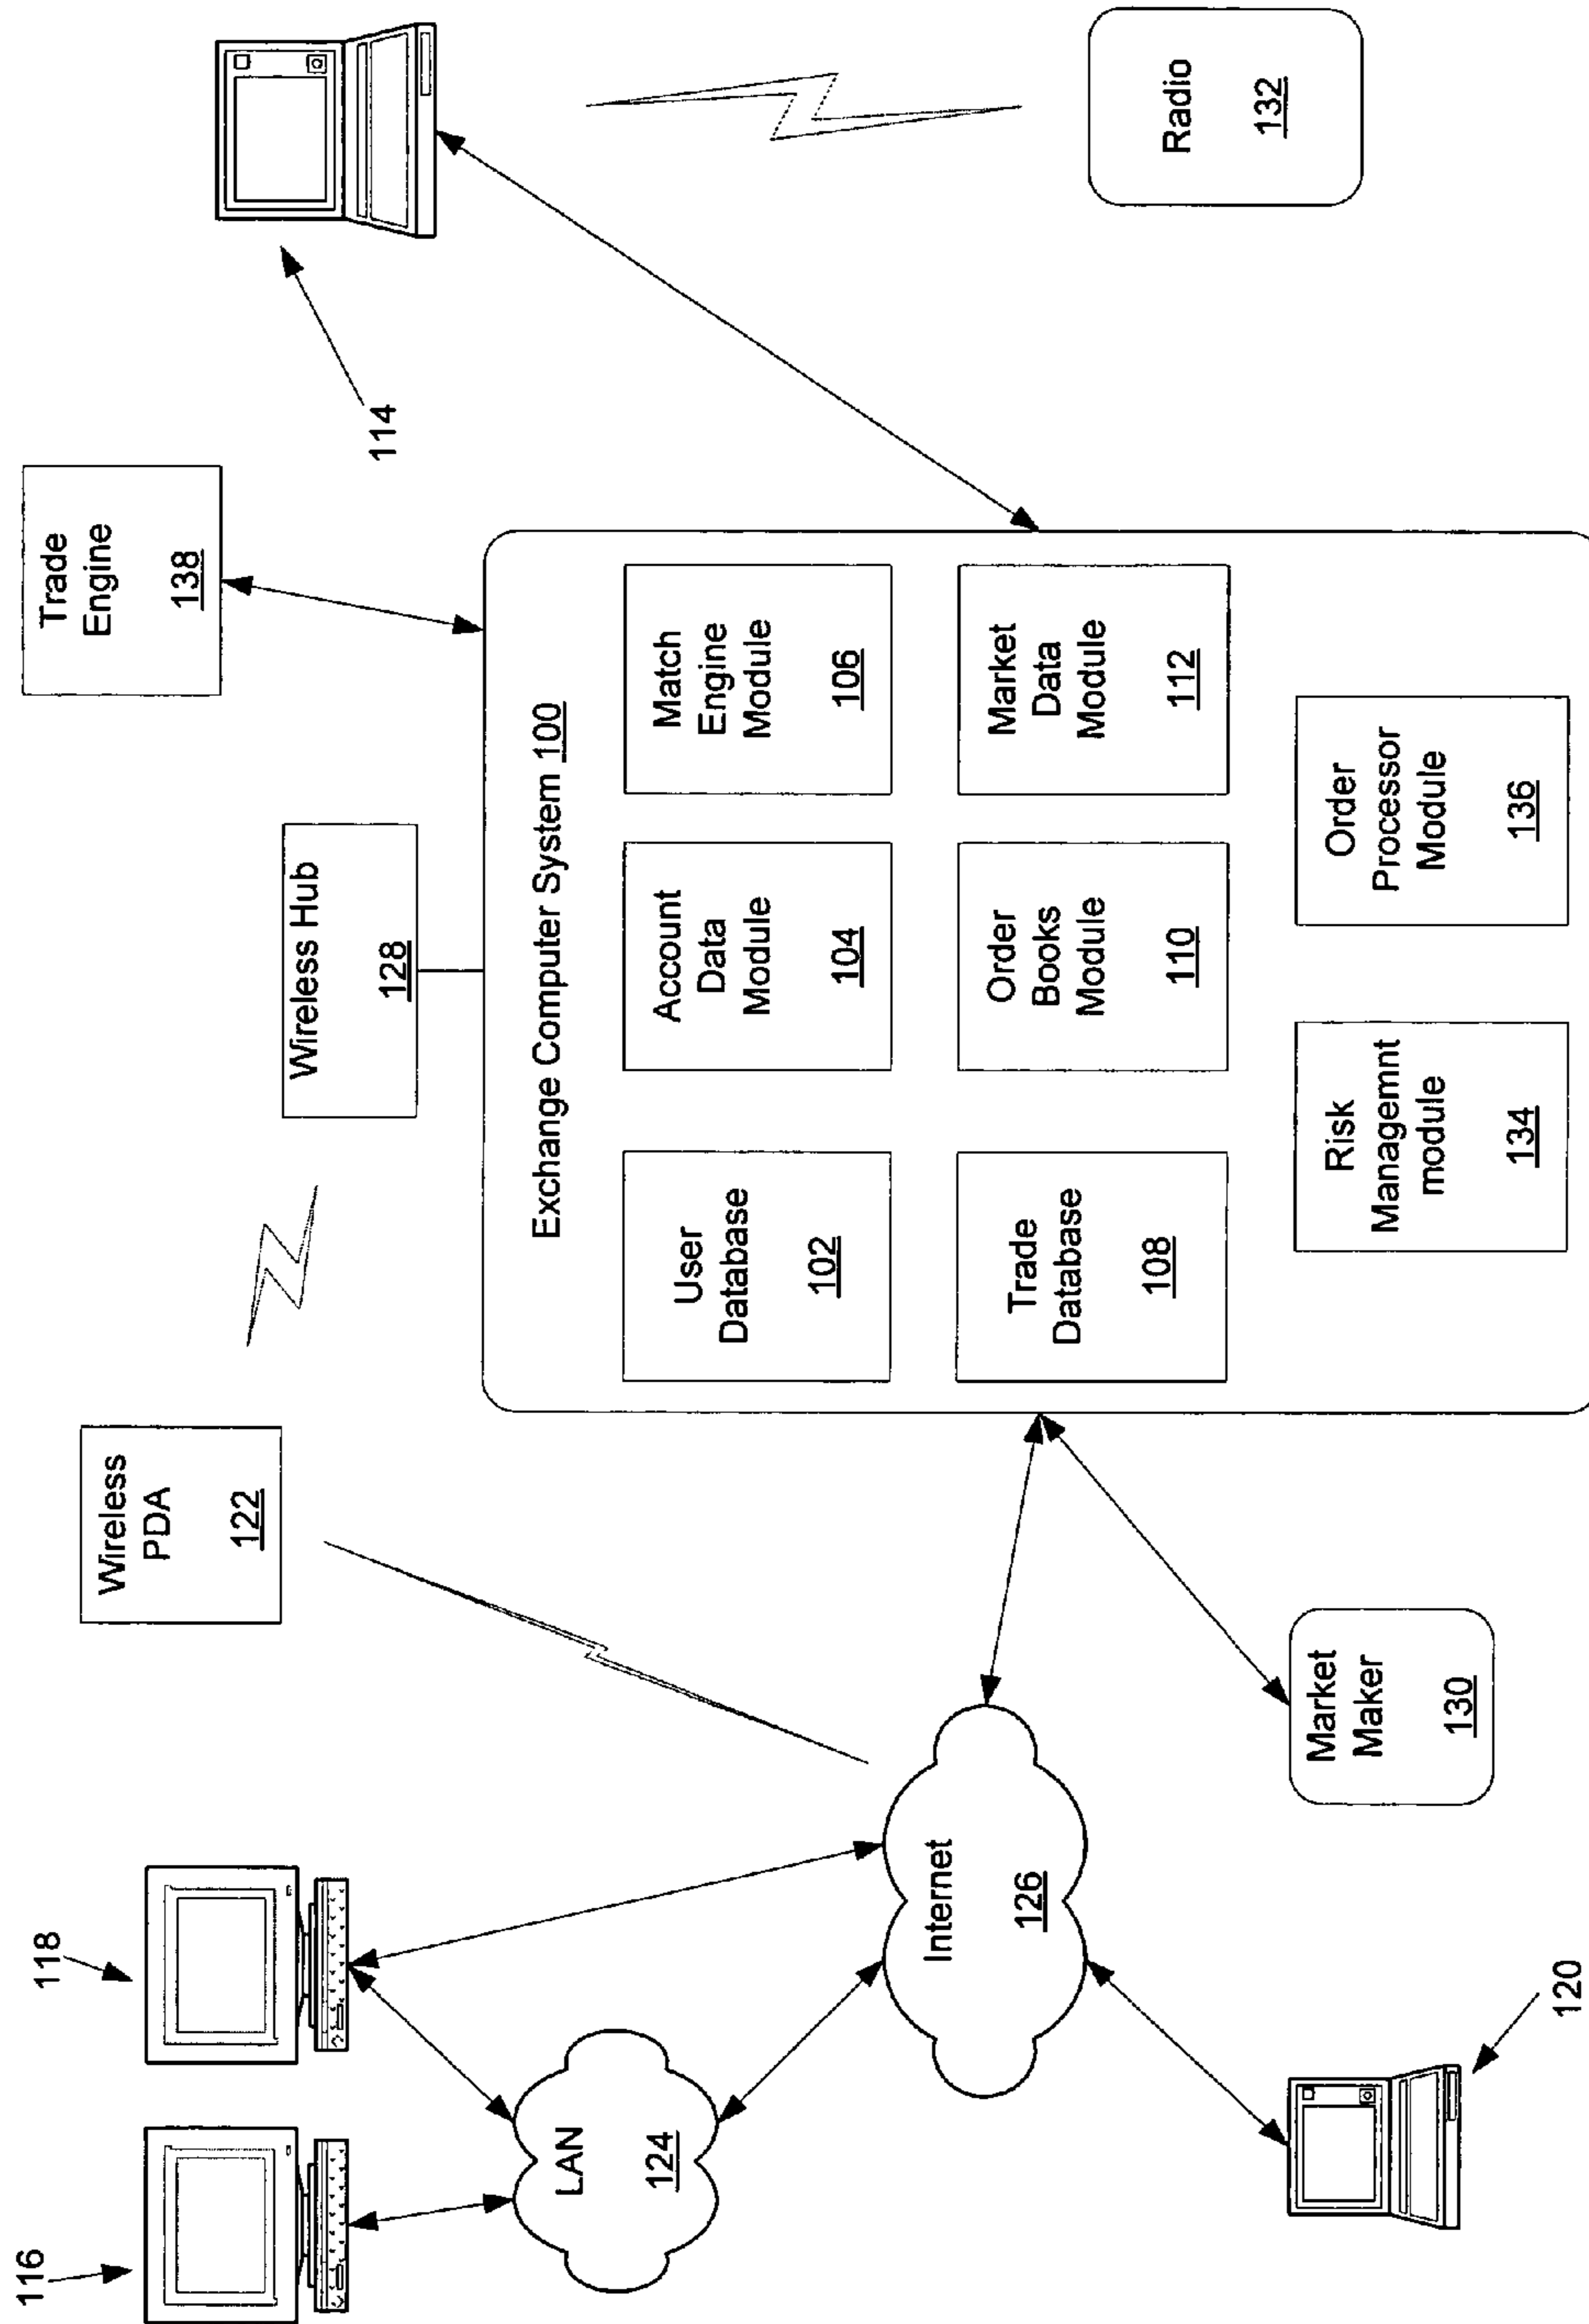 116
118
Wireless
PDA
122
Wireless Hub
128
Trade
Engine
138
114
LAN
124
Internet
126
120
Market
Maker
130
Exchange Computer System 100
User
Database
102
Account
Data
Module
104
Match
Engine
Module
106
Trade
Database
108
Order
Books
Module
110
Market
Data
Module
112
Risk
Managemnt
module
134
Order
Processor
Module
136
Radio
132